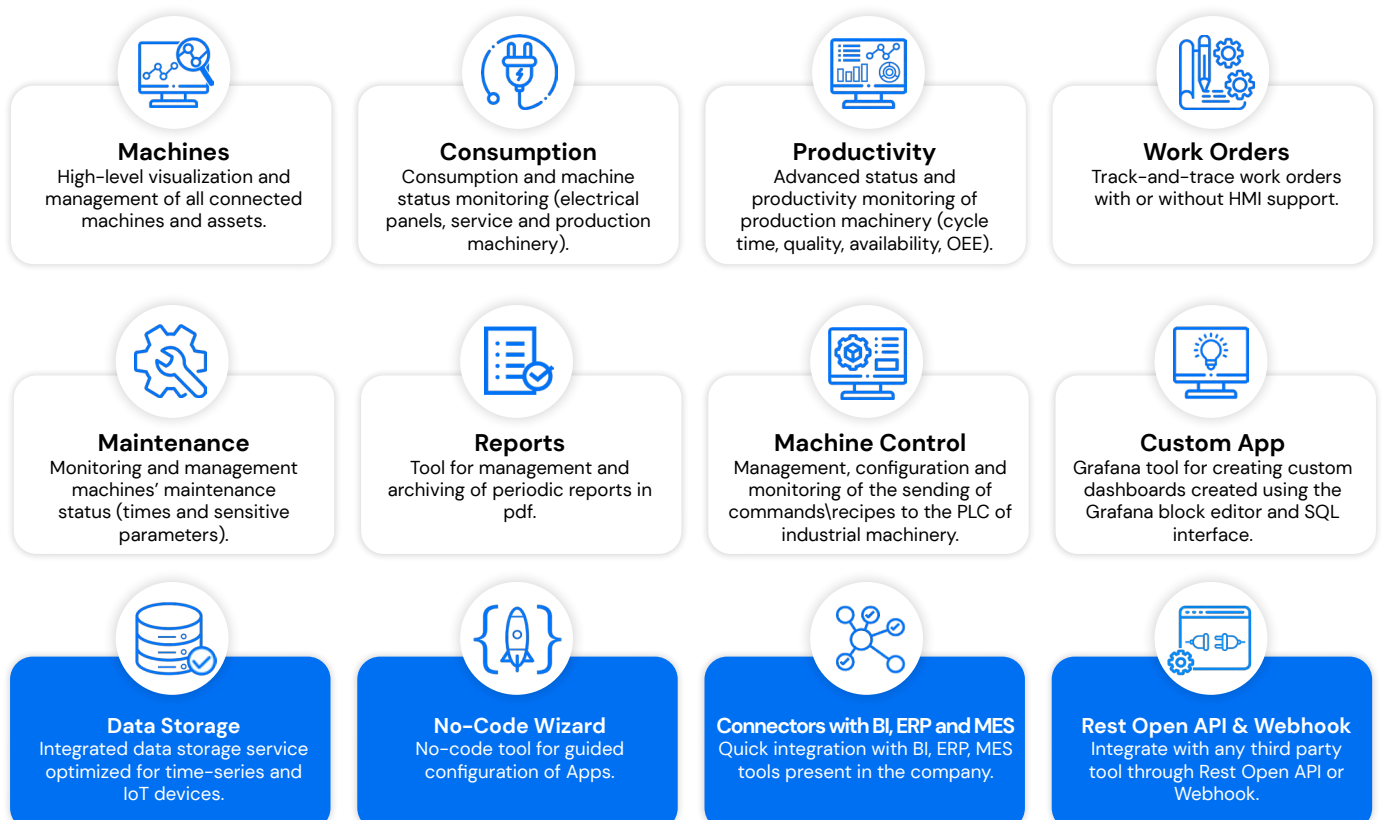 Machines
High-level visualization and
management of all connected
machines and assets.
Consumption
Consumption and machine
status monitoring (electrical
panels, service and production
machinery).
Productivity
Advanced status and
productivity monitoring of
production machinery (cycle
time, quality, availability, OEE).
Work Orders
Track-and-trace work orders
with or without HMI support.
Maintenance
Monitoring and management
machines’ maintenance
status (times and sensitive
parameters).
Reports
Tool for management and
archiving of periodic reports in
pdf.
Machine Control
Management, configuration and
monitoring of the sending of
commands\recipes to the PLC of
industrial machinery.
Custom App
Grafana tool for creating custom
dashboards created using the
Grafana block editor and SQL
interface.
Data Storage
Integrated data storage service
optimized for time-series and
IoT devices.
No-Code Wizard
No-code tool for guided
configuration of Apps.
Connectors with BI, ERP and MES
Quick integration with BI, ERP, MES
tools present in the company.
Rest Open API & Webhook
Integrate with any third party
tool through Rest Open API or
Webhook.